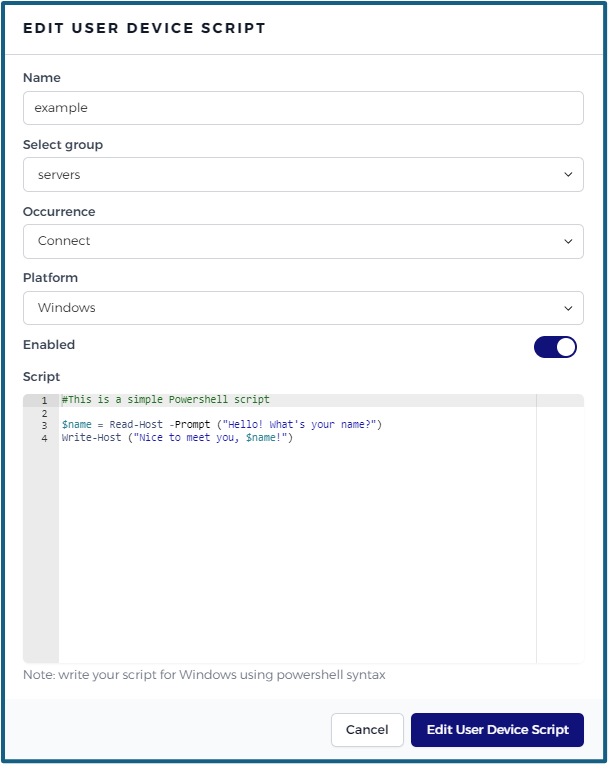 EDIT USER DEVICE SCRIPT
Name
example
Select group
servers
Occurrence
Connect
Platform
Windows
Enabled
Script
1 #This is a simple Powershell script
2
3 $name = Read-Host -Prompt ("Hello! What's your name?")
4 Write-Host ("Nice to meet you, $name!")
Note: write your script for Windows using powershell syntax
Cancel
Edit User Device Script